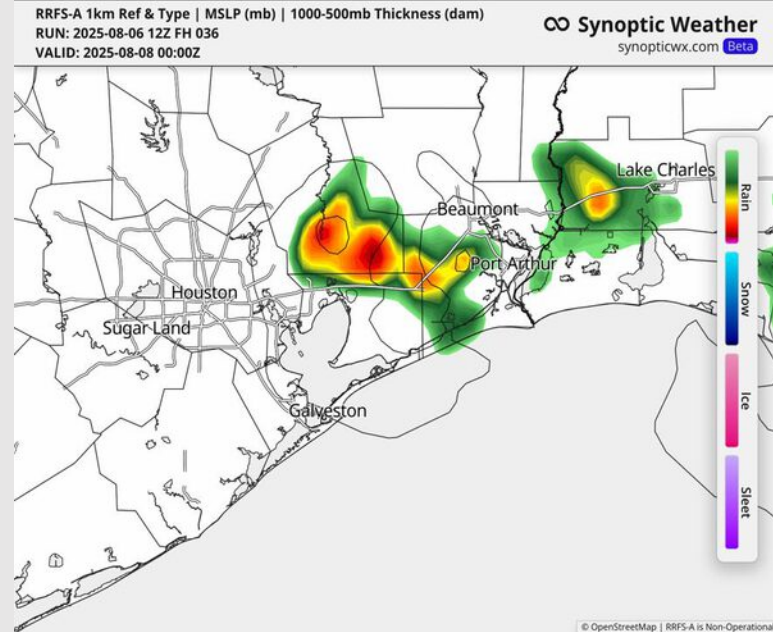 RRFS-A 1km Ref & Type | MSLP (mb) | 1000-500mb Thickness (dam)
RUN: 2025-08-06 12Z FH 036
VALID: 2025-08-08 00:00Z
Synoptic Weather
synopticwx.com Beta
Lake Charles
Beaumont
Port Arthur
Houston
Sugar Land
Galveston
Rain
Snow
Ice
Sleet
© OpenStreetMap | RRFS-A is Non-Operational